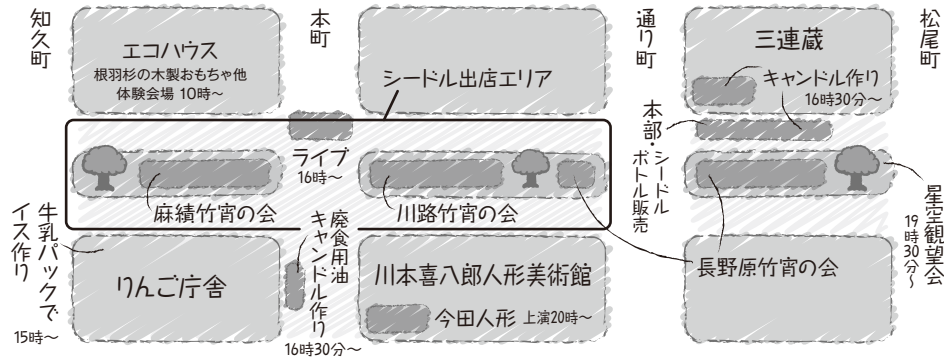 知久町
本町
通り町
松尾町
エコハウス
根羽杉の木製おもちゃ他
体験会場 10時〜
シードル出店エリア
三連蔵
キャンドル作り
16時30分〜
本部・シードル
ボトル販売
ライブ
16時〜
麻績竹宵の会
川路竹宵の会
星空観望会
19時30分〜
牛乳パックで
イス作り
15時〜
りんご庁舎
廃食用油
キャンドル作り
16時30分〜
川本喜八郎人形美術館
今田人形 上演20時〜
長野原竹宵の会